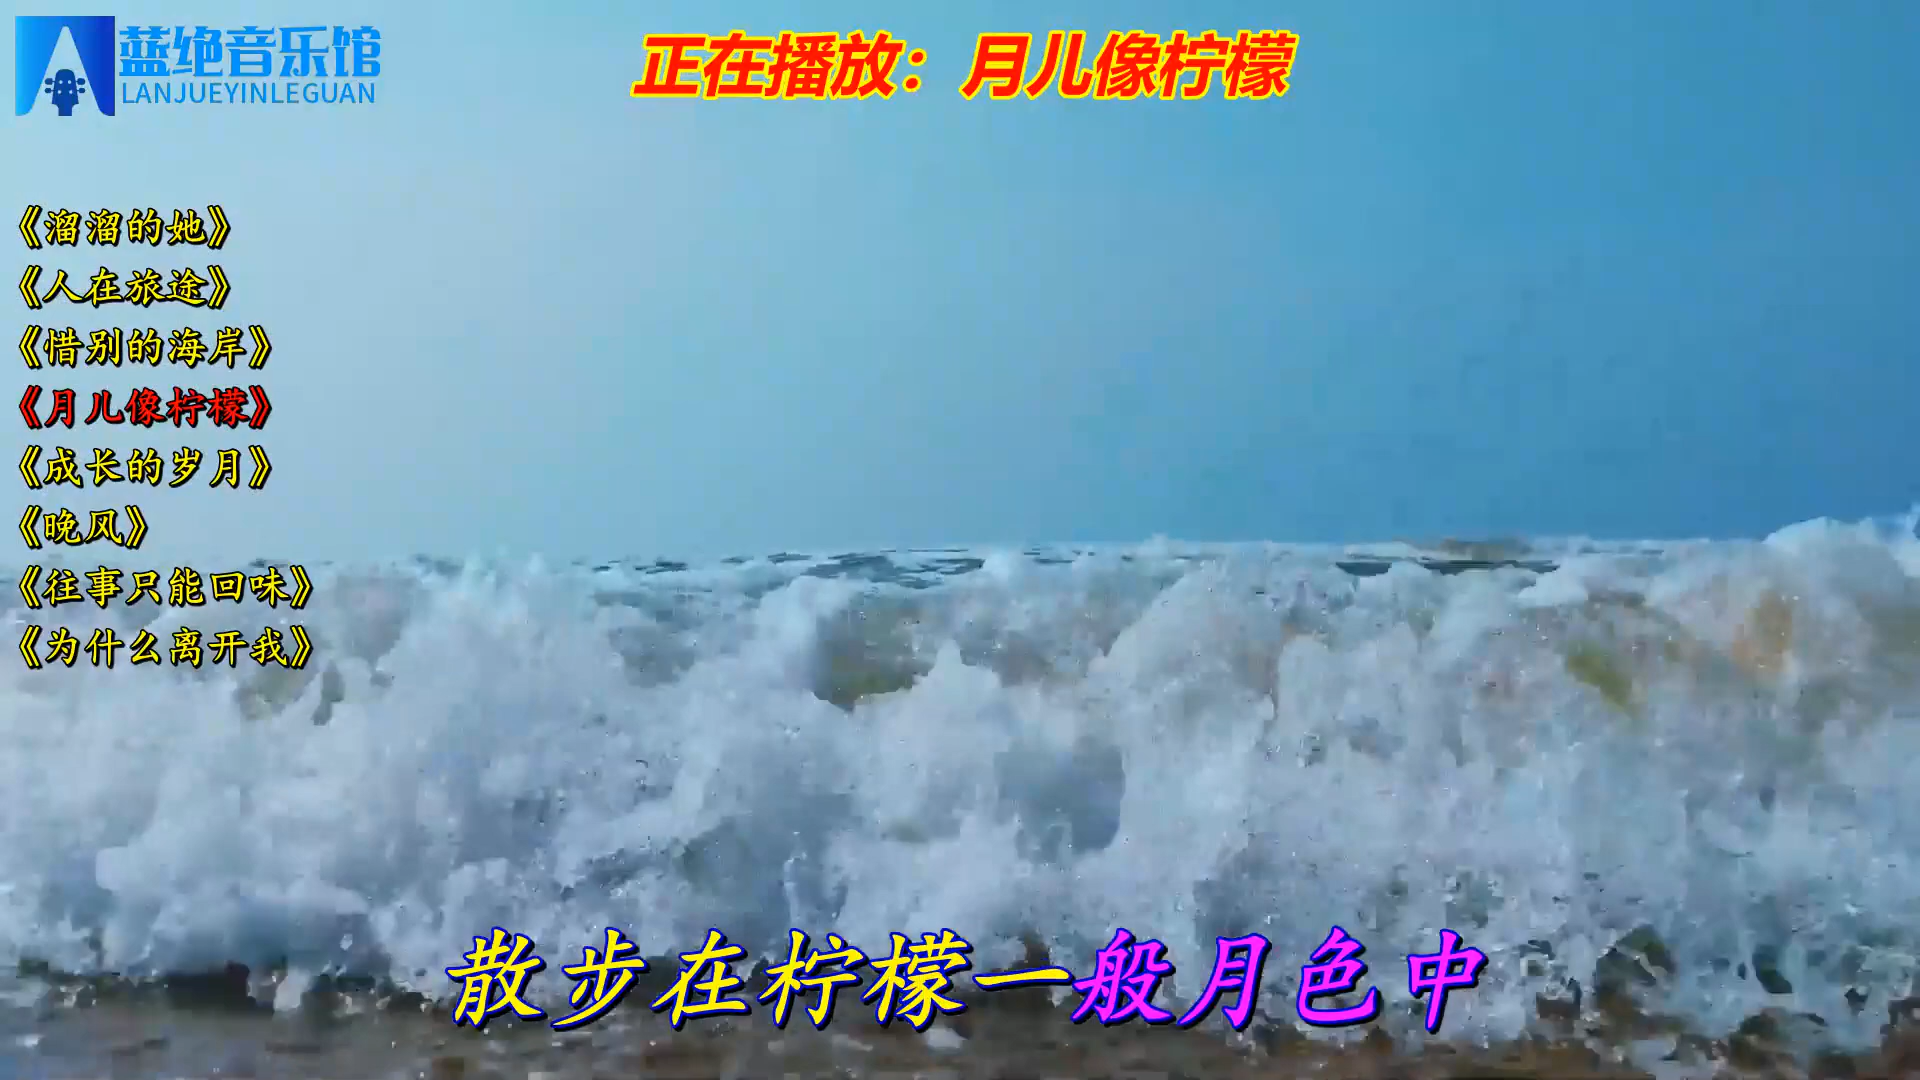 蓝绝音乐馆
LANJUEYINLEGUAN
正在播放：月儿像柠檬
《溜溜的她》
《人在旅途》
《惜别的海岸》
《月儿像柠檬》
《成长的岁月》
《晚风》
《往事只能回味》
《为什么离开我》
散步在柠檬一般月色中